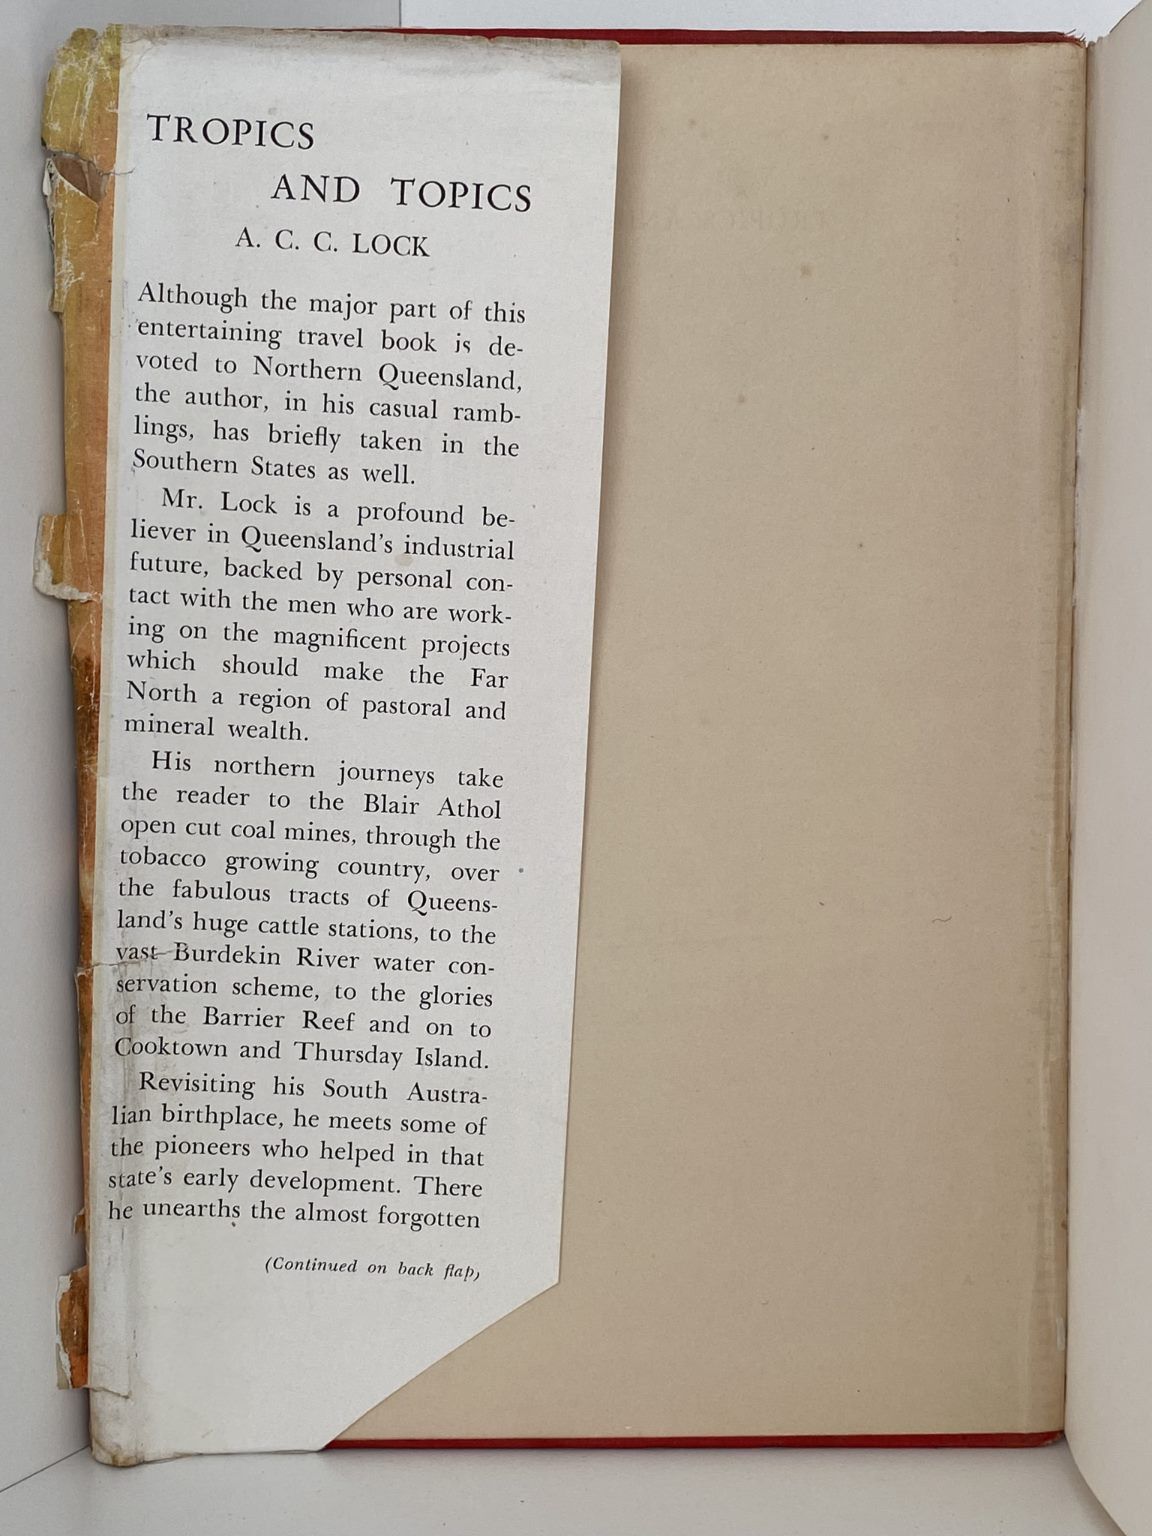 TROPICS
AND TOPICS
A. C. C. LOCK
Although the major part of this
entertaining travel book is de-
voted to Northern Queensland,
the author, in his casual ramb-
lings, has briefly taken in the
Southern States as well.
Mr. Lock is a profound be-
liever in Queensland's industrial
future, backed by personal con-
tact with the men who are work-
ing on the magnificent projects
which should make the Far
North a region of pastoral and
mineral wealth.
His northern journeys take
the reader to the Blair Athol
open cut coal mines, through the
tobacco growing country, over
the fabulous tracts of Queens-
land's huge cattle stations, to the
vast Burdekin River water con-
servation scheme, to the glories
of the Barrier Reef and on to
Cooktown and Thursday Island.
Revisiting his South Austra-
lian birthplace, he meets some of
the pioneers who helped in that
state's early development. There
he unearths the almost forgotten
(Continued on back flap)